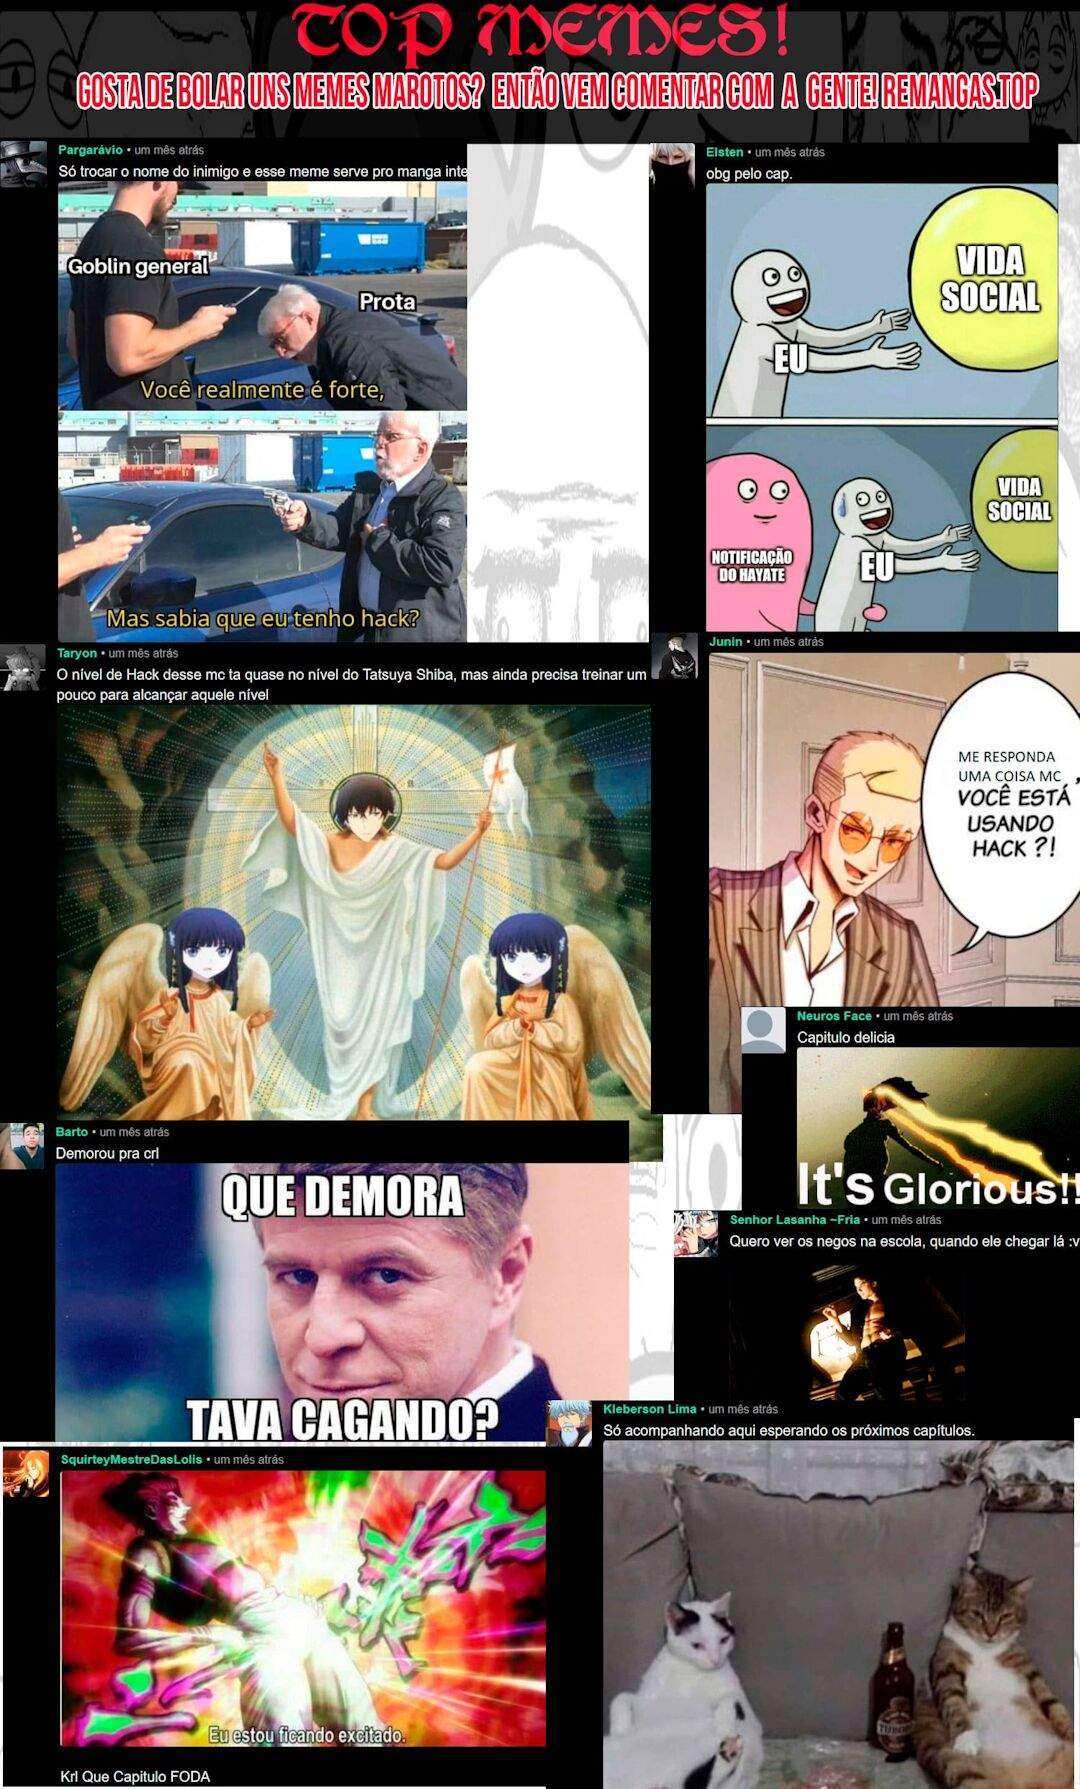 TOP MEMES!
GOSTA DE BOLAR UNS MEMES MAROTOS? ENTÃO VEM COMENTAR COM A GENTE! REMANGAS.TOP
Pargarávio • um mês atrás
Só trocar o nome do inimigo e esse meme serve pro manga inte
Goblin general
Prota
Você realmente é forte,
Mas sabia que eu tenho hack?
Elsten • um mês atrás
obg pelo cap.
VIDA
SOCIAL
EU
VIDA
SOCIAL
NOTIFICAÇÃO
DO HAYATE
EU
Taryon • um mês atrás
O nível de Hack desse mc ta quase no nível do Tatsuya Shiba, mas ainda precisa treinar um
pouco para alcançar aquele nível
Junin • um mês atrás
ME RESPONDA
UMA COISA MC,
VOCÊ ESTÁ
USANDO
HACK ?!
Neuros Face • um mês atrás
Capitulo delicia
It's Glorious!!
Barto • um mês atrás
Demorou pra crl
QUE DEMORA
TAVA CAGANDO?
Senhor Lasanha ~Fria • um mês atrás
Quero ver os negos na escola, quando ele chegar lá :v
Kleberson Lima • um mês atrás
Só acompanhando aqui esperando os próximos capítulos.
TUBORG
SquirteyMestreDasLolis • um mês atrás
Eu estou ficando excitado.
Krl Que Capitulo FODA